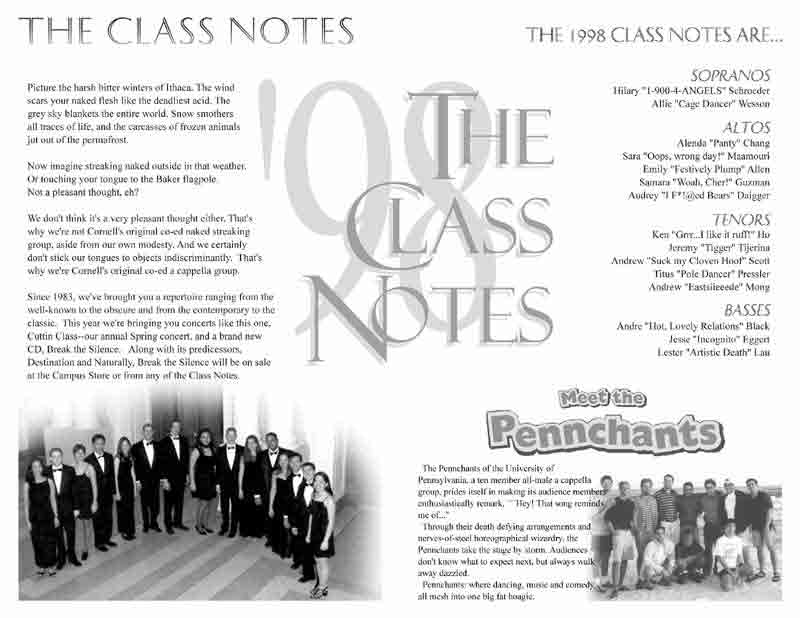 THE CLASS NOTES
Picture the harsh bitter winters of Ithaca. The wind
scars your naked flesh like the deadliest acid. The
grey sky blankets the entire world. Snow smothers
all traces of life, and the carcasses of frozen animals
jut out of the permafrost.
Now imagine streaking naked outside in that weather.
Or touching your tongue to the Baker flagpole.
Not a pleasant thought, eh?
We don't think it's a very pleasant thought either. That's
why we're not Cornell's original co-ed naked streaking
group, aside from our own modesty. And we certainly
don't stick our tongues to objects indiscriminantly. That's
why we're Cornell's original co-ed a cappella group.
Since 1983, we've brought you a repertoire ranging from the
well-known to the obscure and from the contemporary to the
classic. This year we're bringing you concerts like this one,
Cuttin Class--our annual Spring concert, and a brand new
CD, Break the Silence. Along with its predicessors,
Destination and Naturally, Break the Silence will be on sale
at the Campus Store or from any of the Class Notes.
'98
THE
CLASS
NOTES
THE 1998 CLASS NOTES ARE...
SOPRANOS
Hilary "1-900-4-ANGELS" Schroeder
Allie "Cage Dancer" Wesson
ALTOS
Alenda "Panty" Chang
Sara "Oops, wrong day!" Maamouri
Emily "Festively Plump" Allen
Samara "Woah, Cher!" Guzman
Audrey "I F*!@ed Bears" Daigger
TENORS
Ken "Grrr...I like it ruff!" Ho
Jeremy "Tigger" Tijerina
Andrew "Suck my Cloven Hoof" Scott
Titus "Pole Dancer" Pressler
Andrew "Eastsiieeede" Mong
BASSES
Andre "Hot, Lovely Relations" Black
Jesse "Incognito" Eggert
Lester "Artistic Death" Lau
Meet the
Pennchants
The Pennchants of the University of
Pennsylvania, a ten member all-male a cappella
group, prides itself in making its audience members
enthusiastically remark, ``"Hey! That song reminds
me of..."
Through their death defying arrangements and
nerves-of-steel horeographical wizardry, the
Pennchants take the stage by storm. Audiences
don't know what to expect next, but always walk
away dazzled.
Pennchants: where dancing, music and comedy
all mesh into one big fat hoagie.